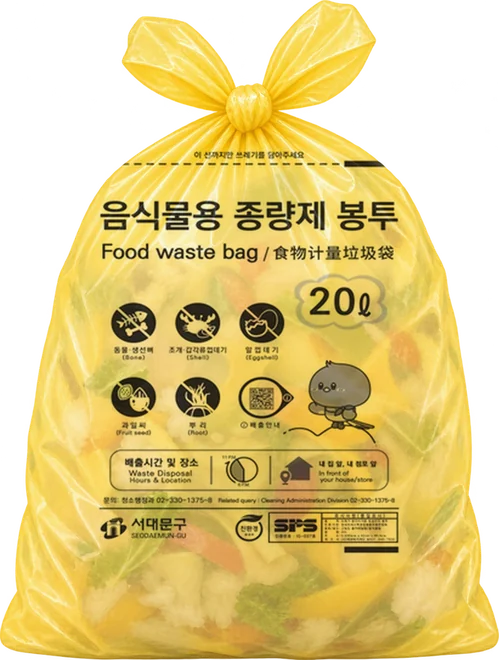 이 선까지만 쓰레기를 담아주세요
음식물용 종량제 봉투
Food waste bag / 食物计量垃圾袋
20ℓ
동물·생선뼈
(Bone)
조개·갑각류껍데기
(Shell)
알껍데기
(Eggshell)
과일씨
(Fruit seed)
뿌리
(Root)
배출안내
배출시간 및 장소
Waste Disposal
Hours & Location
내 집 앞, 내 점포 앞
In front of
your house/store
문의: 청소행정과 02-330-1375~8 Related query : Cleaning Administration Division 02-330-1375~8
서대문구
SEODAEMUN-GU
친환경
SPS